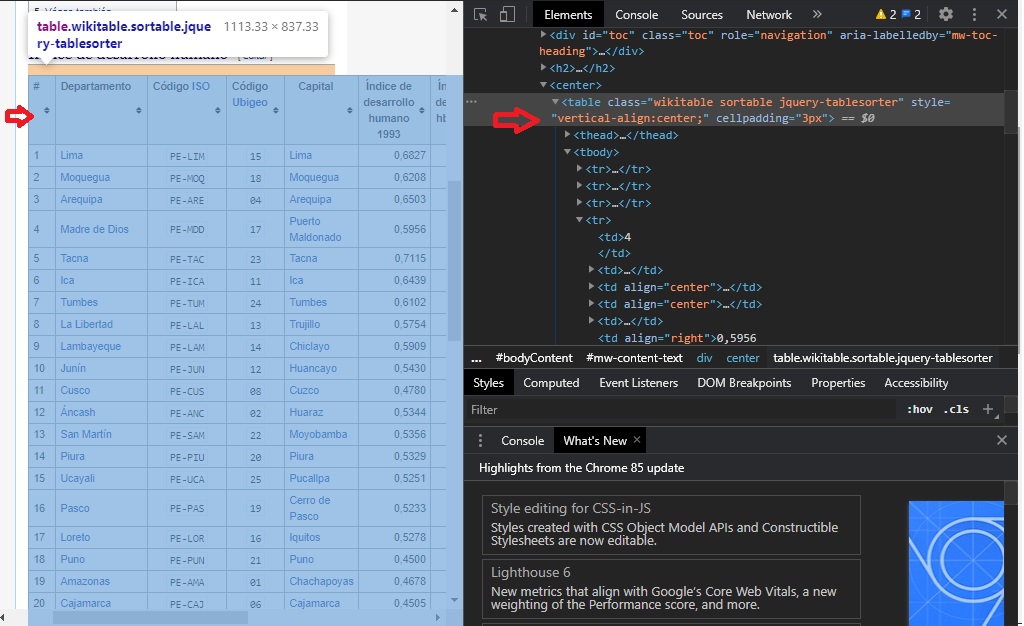 table.wikitable.sortable.jque 1113.33 × 837.33
ry-tablesorter
# Departamento Código ISO Código Ubigeo Capital Índice de desarrollo humano 1993
1 Lima PE-LIM 15 Lima 0,6827
2 Moquegua PE-MOQ 18 Moquegua 0,6208
3 Arequipa PE-ARE 04 Arequipa 0,6503
4 Madre de Dios PE-MDD 17 Puerto Maldonado 0,5956
5 Tacna PE-TAC 23 Tacna 0,7115
6 Ica PE-ICA 11 Ica 0,6439
7 Tumbes PE-TUM 24 Tumbes 0,6102
8 La Libertad PE-LAL 13 Trujillo 0,5754
9 Lambayeque PE-LAM 14 Chiclayo 0,5909
10 Junín PE-JUN 12 Huancayo 0,5430
11 Cusco PE-CUS 08 Cuzco 0,4780
12 Áncash PE-ANC 02 Huaraz 0,5344
13 San Martín PE-SAM 22 Moyobamba 0,5356
14 Piura PE-PIU 20 Piura 0,5329
15 Ucayali PE-UCA 25 Pucallpa 0,5251
16 Pasco PE-PAS 19 Cerro de Pasco 0,5233
17 Loreto PE-LOR 16 Iquitos 0,5278
18 Puno PE-PUN 21 Puno 0,4500
19 Amazonas PE-AMA 01 Chachapoyas 0,4678
20 Cajamarca PE-CAJ 06 Cajamarca 0,4505
Elements Console Sources Network » 2 2
<div id="toc" class="toc" role="navigation" aria-labelledby="mw-toc-
heading">…</div>
<h2>…</h2>
<center>
<table class="wikitable sortable jquery-tablesorter" style=
"vertical-align:center;" cellpadding="3px"> == $0
<thead>…</thead>
<tbody>
<tr>…</tr>
<tr>…</tr>
<tr>…</tr>
<tr>
<td>4
</td>
<td>…</td>
<td align="center">…</td>
<td align="center">…</td>
<td>…</td>
<td align="right">0,5956
... #bodyContent #mw-content-text div center table.wikitable.sortable.jquery-tablesorter
Styles Computed Event Listeners DOM Breakpoints Properties Accessibility
Filter :hov .cls +
Console What's New ×
Highlights from the Chrome 85 update
Style editing for CSS-in-JS
Styles created with CSS Object Model APIs and Constructible
Stylesheets are now editable.
Lighthouse 6
New metrics that align with Google's Core Web Vitals, a new
weighting of the Performance score, and more.